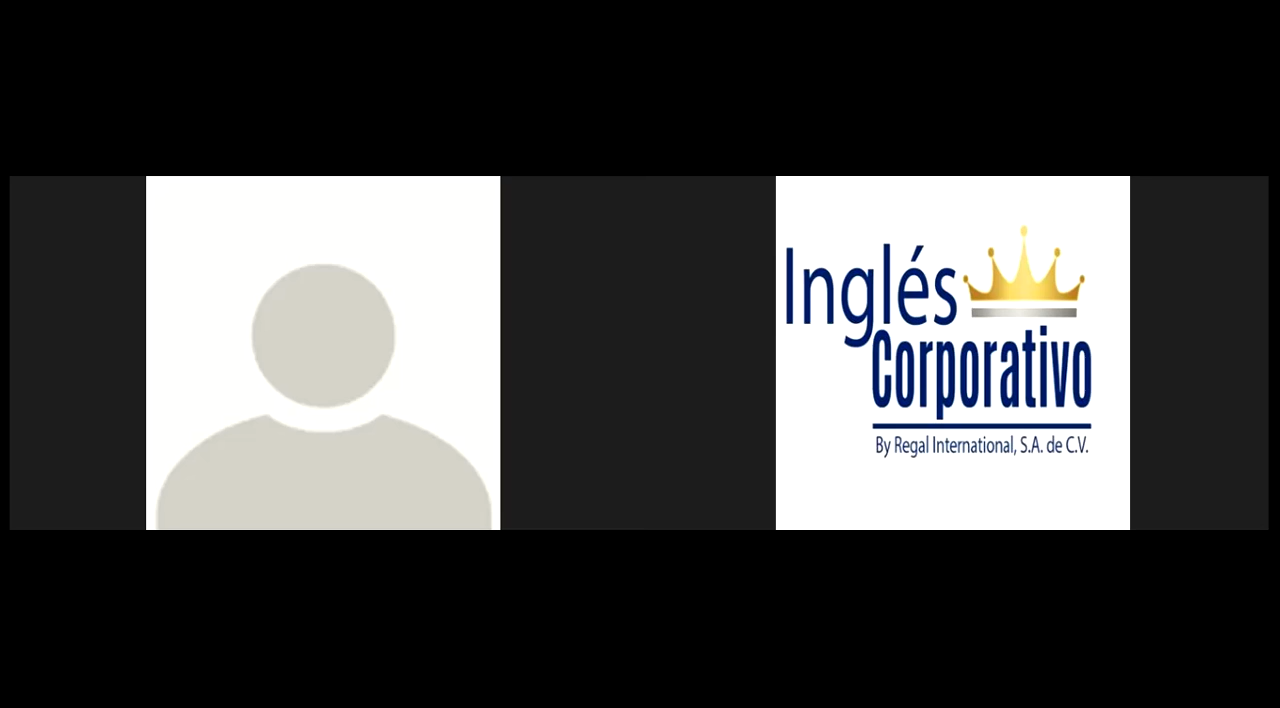 Inglés
Corporativo
By Regal International, S.A. de C.V.